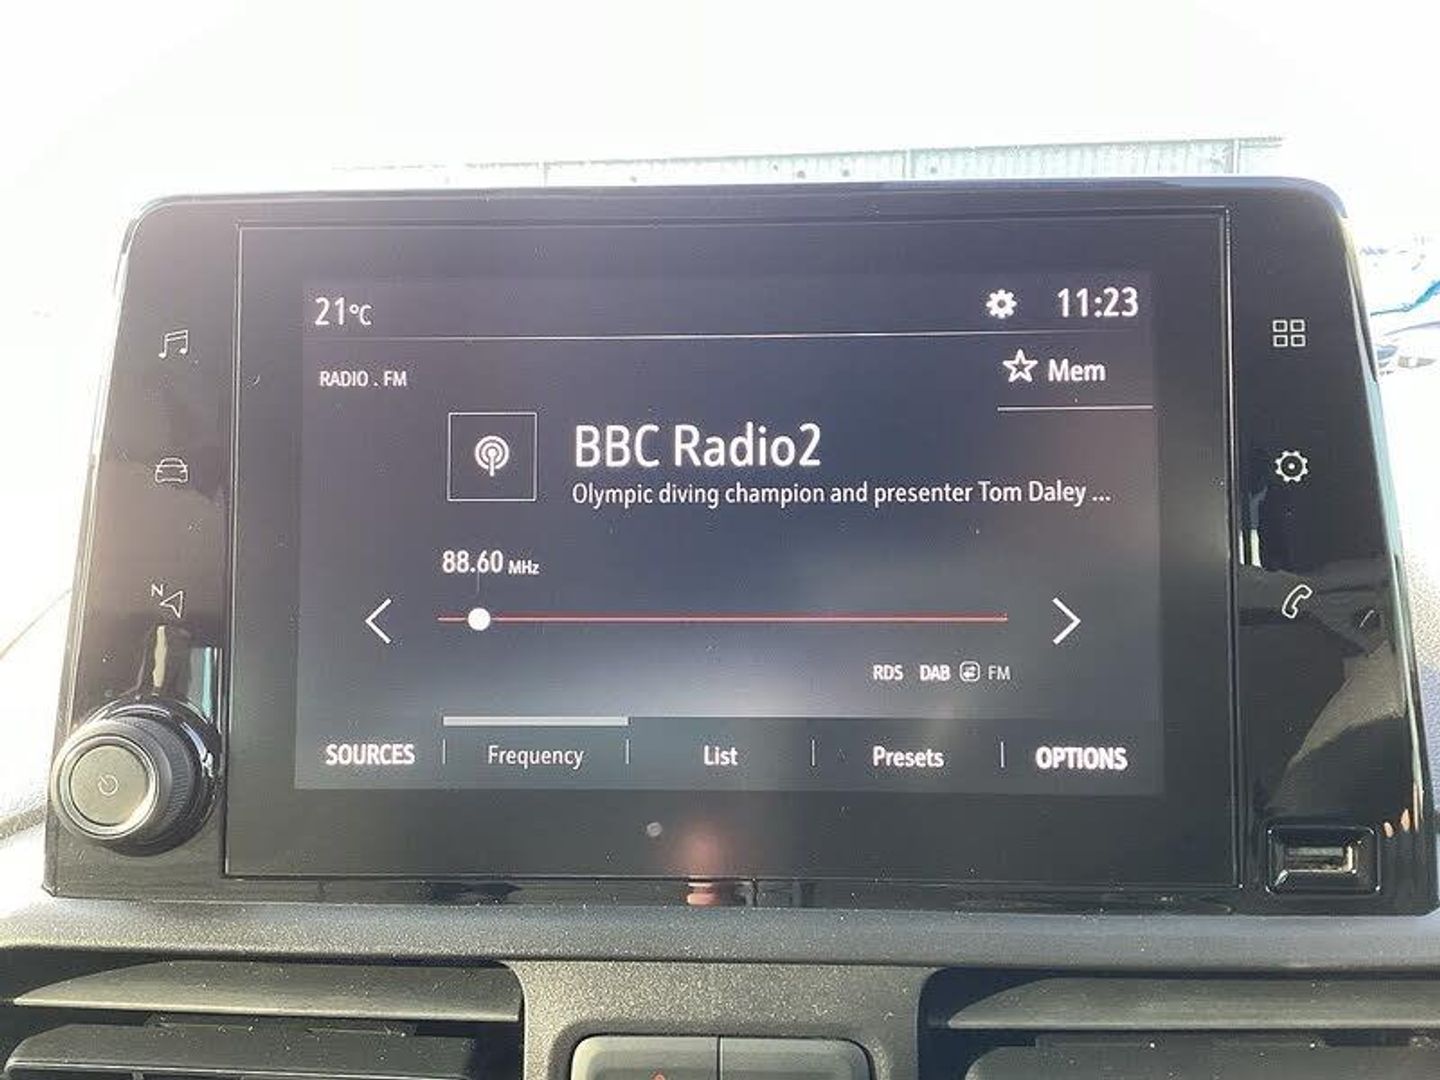 21°C 11:23
RADIO . FM
Mem
BBC Radio2
Olympic diving champion and presenter Tom Daley ...
88.60 MHz
N
RDS DAB FM
SOURCES Frequency List Presets OPTIONS